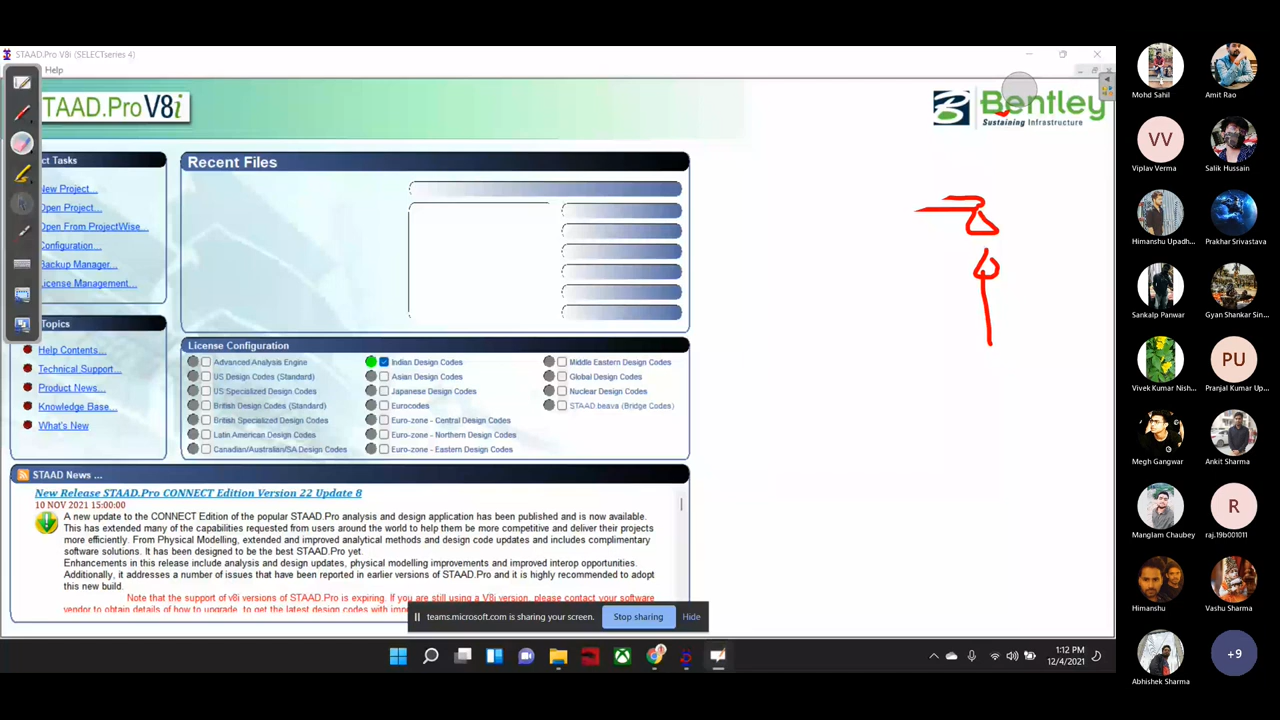 STAAD.Pro V8i (SELECTseries 4)
Help
TAAD.Pro V8i
Bentley
Sustaining Infrastructure
ct Tasks
New Project...
Open Project...
Open From ProjectWise...
Configuration...
Backup Manager...
License Management...
Topics
Help Contents...
Technical Support...
Product News...
Knowledge Base...
What's New
Recent Files
License Configuration
Advanced Analysis Engine
US Design Codes (Standard)
US Specialized Design Codes
British Design Codes (Standard)
British Specialized Design Codes
Latin American Design Codes
Canadian/Australian/SA Design Codes
Indian Design Codes
Asian Design Codes
Japanese Design Codes
Eurocodes
Euro-zone - Central Design Codes
Euro-zone - Northern Design Codes
Euro-zone - Eastern Design Codes
Middle Eastern Design Codes
Global Design Codes
Nuclear Design Codes
STAAD beava (Bridge Codes)
STAAD News ...
New Release STAAD.Pro CONNECT Edition Version 22 Update 8
10 NOV 2021 15:00:00
A new update to the CONNECT Edition of the popular STAAD.Pro analysis and design application has been published and is now available.
This has extended many of the capabilities requested from users around the world to help them be more competitive and deliver their projects
more efficiently. From Physical Modelling, extended and improved analytical methods and design code updates and includes complimentary
software solutions. It has been designed to be the best STAAD.Pro yet.
Enhancements in this release include analysis and design updates, physical modelling improvements and improved interop opportunities.
Additionally, it addresses a number of issues that have been reported in earlier versions of STAAD.Pro and it is highly recommended to adopt
this new build.
Note that the support of v8i versions of STAAD.Pro is expiring. If you are still using a V8i version, please contact your software
vendor to obtain details of how to upgrade, to get the latest design codes with
teams.microsoft.com is sharing your screen.
Stop sharing
Hide
1:12 PM
12/4/2021
Mohd Sahil
Amit Rao
VV
Viplav Verma
Salik Hussain
Himanshu Upadh...
Prakhar Srivastava
Sankalp Panwar
Gyan Shankar Sin...
PU
Vivek Kumar Nish...
Pranjal Kumar Up...
Megh Gangwar
Ankit Sharma
R
Manglam Chaubey
raj.19b001011
Himanshu
Vashu Sharma
+9
Abhishek Sharma